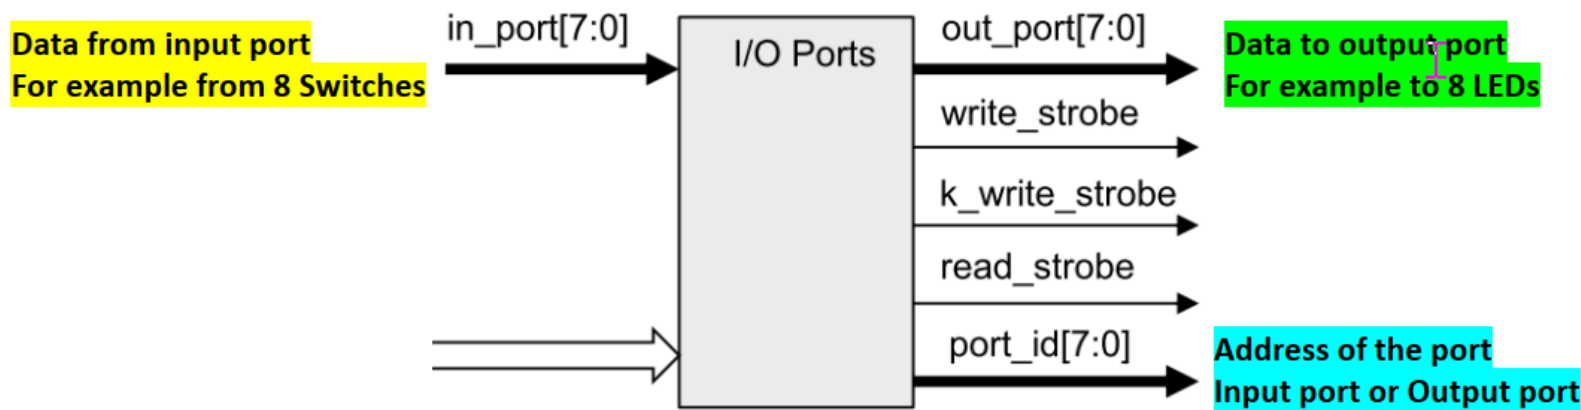 Data from input port
For example from 8 Switches
in_port[7:0]
I/O Ports
out_port[7:0]
Data to output port
For example to 8 LEDs
write_strobe
k_write_strobe
read_strobe
port_id[7:0]
Address of the port
Input port or Output port